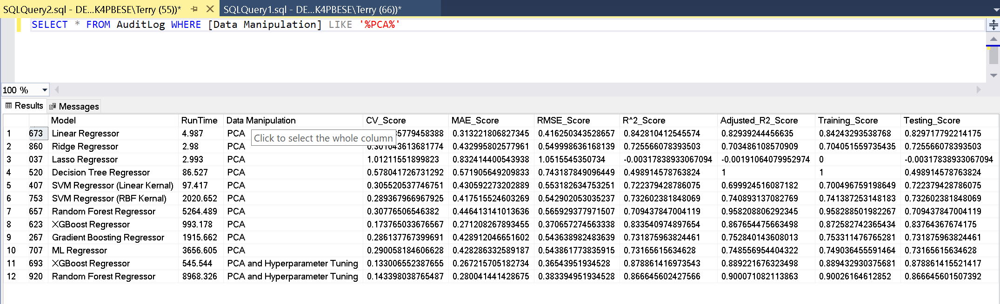 SQLQuery2.sql - DE...K4PBESE\Terry (55))* SQLQuery1.sql - DE...K4PBESE\Terry (66))*
SELECT * FROM AuditLog WHERE [Data Manipulation] LIKE '%PCA%'
100 %
Results Messages
Model RunTime Data Manipulation CV_Score MAE_Score RMSE_Score R^2_Score Adjusted_R2_Score Training_Score Testing_Score
1 673 Linear Regressor 4.987 PCA 5779458388 0.313221806827345 0.416250343528657 0.842810412545574 0.82939244456635 0.84243293538768 0.829717792214175
Click to select the whole column
2 860 Ridge Regressor 2.98 PCA 0.301043613681774 0.432995802577961 0.549998636168139 0.725566078393503 0.703486108570909 0.704051559735435 0.725566078393503
3 037 Lasso Regressor 2.993 PCA 1.01211551899823 0.832414400543938 1.0515545350734 -0.00317838933067094 -0.00191064079952974 0 -0.00317838933067094
4 520 Decision Tree Regressor 86.527 PCA 0.578041726731292 0.571905649209833 0.743187849096449 0.498914578763824 1 1 0.498914578763824
5 407 SVM Regressor (Linear Kernal) 97.417 PCA 0.305520537746751 0.430592273202889 0.553182634753251 0.722379428786075 0.699924516087182 0.700496759198649 0.722379428786075
6 753 SVM Regressor (RBF Kernal) 2020.652 PCA 0.289367966967925 0.417515524603269 0.542902053035237 0.732602381848069 0.740893137082769 0.741387253148183 0.732602381848069
7 657 Random Forest Regressor 5264.489 PCA 0.30776506546382 0.446413141013636 0.565929377971507 0.709437847004119 0.958208806292345 0.958288501982267 0.709437847004119
8 623 XGBoost Regressor 993.178 PCA 0.173765033676567 0.271208267893455 0.370657274563338 0.833540974897654 0.867654475663498 0.872582742365434 0.83764367674175
9 267 Gradient Boosting Regressor 1915.662 PCA 0.286137767399691 0.428912046651602 0.543638982483639 0.731875963824461 0.752840143608013 0.753311476765281 0.731875963824461
10 707 ML Regressor 3656.605 PCA 0.290058184606628 0.428286332589187 0.543861773835915 0.73165615634628 0.748556954404322 0.749036455591464 0.73165615634628
11 693 XGBoost Regressor 545.544 PCA and Hyperparameter Tuning 0.133006552387655 0.267215705182734 0.36543951934528 0.878861416973543 0.889221676323498 0.889432930375681 0.878861415521417
12 920 Random Forest Regressor 8968.326 PCA and Hyperparameter Tuning 0.143398038765487 0.280041441428675 0.383394951934528 0.866645602427566 0.900071082113863 0.90026164612852 0.866645601507392